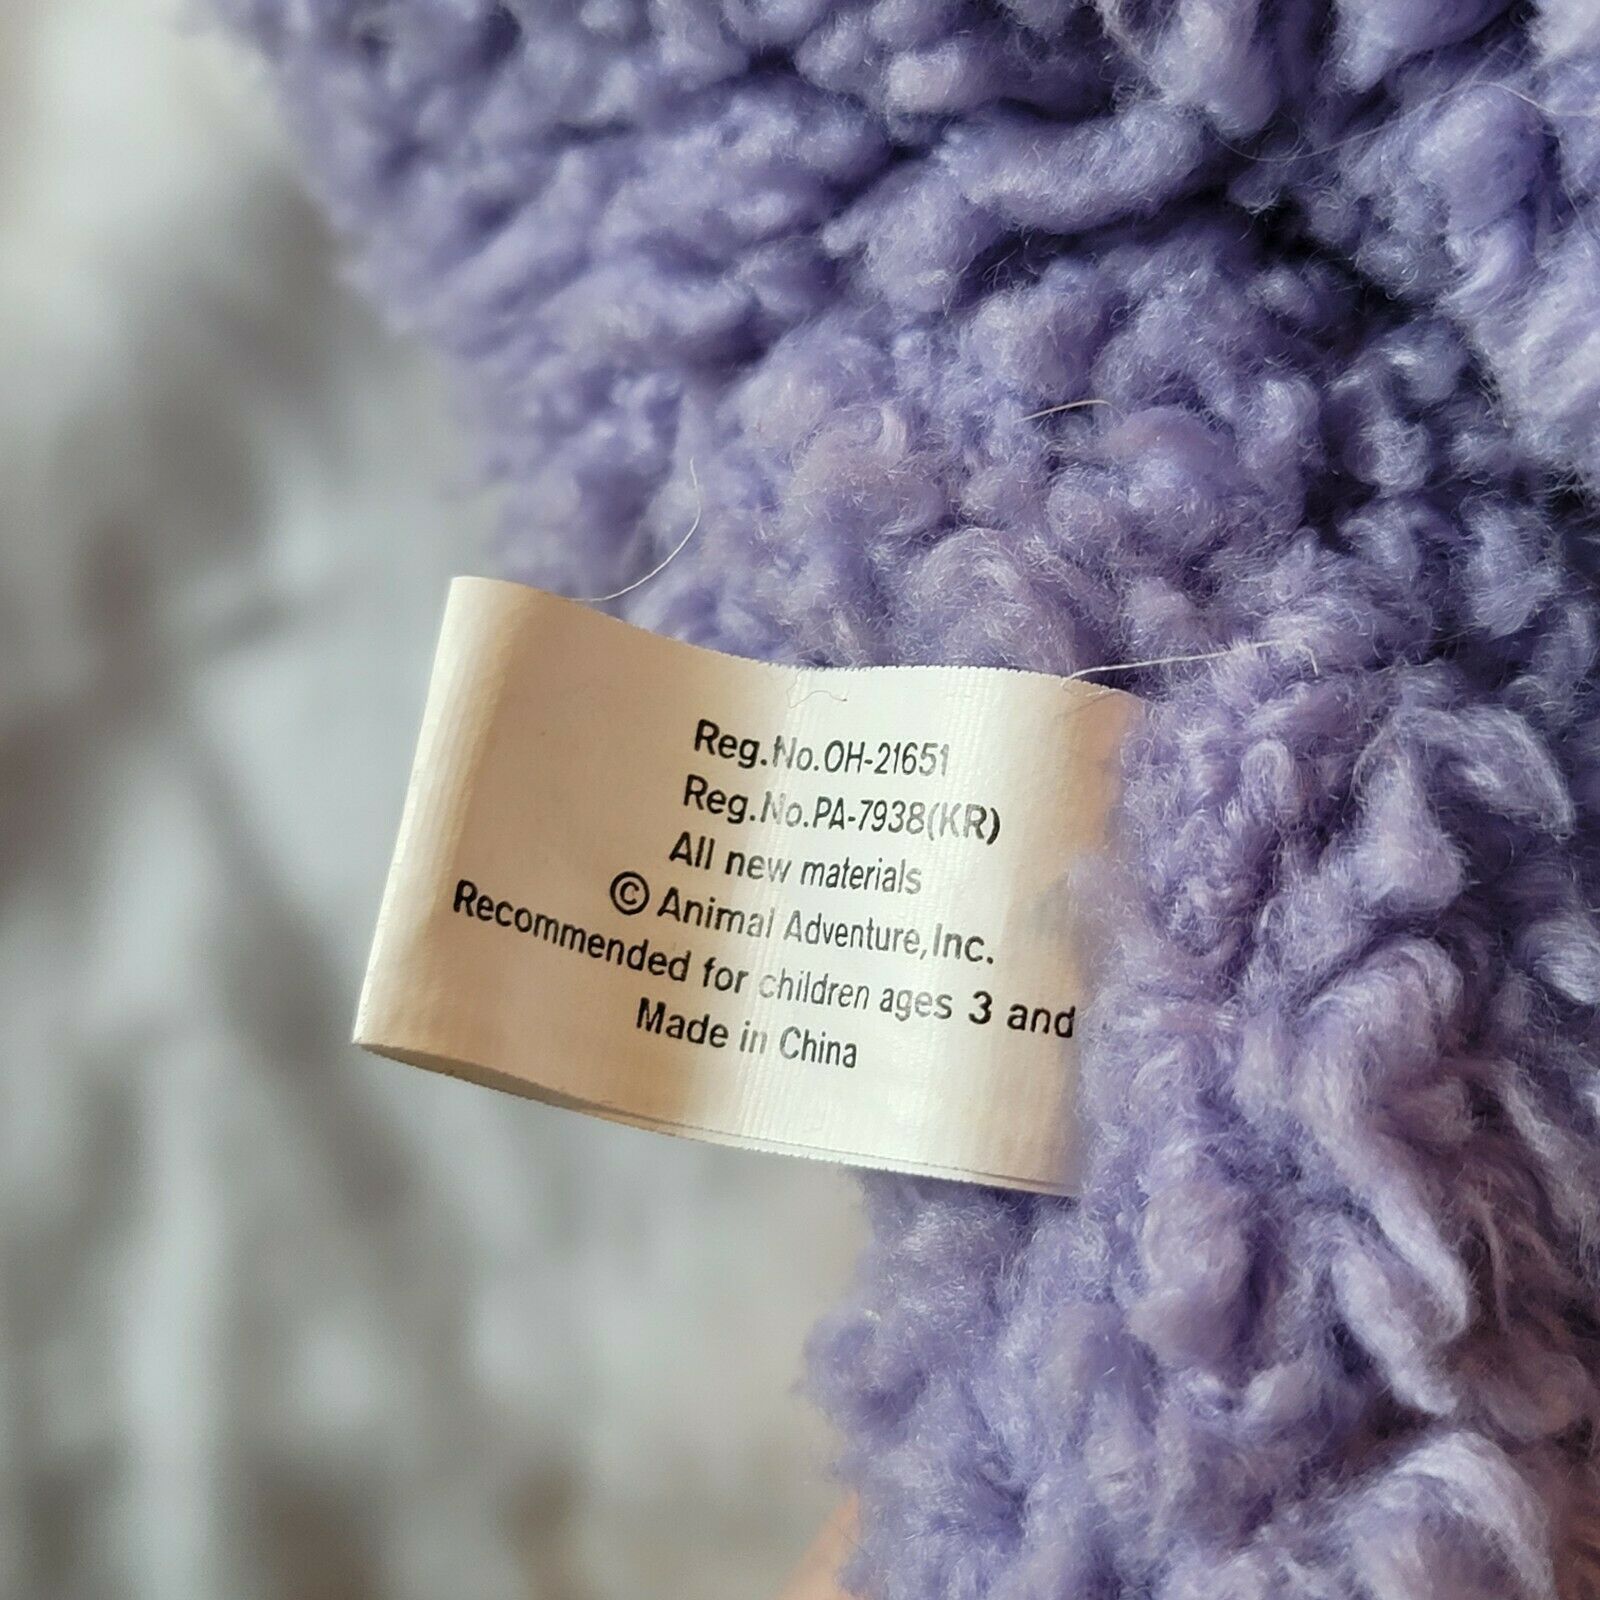 Reg.No.OH-21651
Reg.No.PA-7938(KR)
All new materials
© Animal Adventure,Inc.
Recommended for children ages 3 and
Made in China